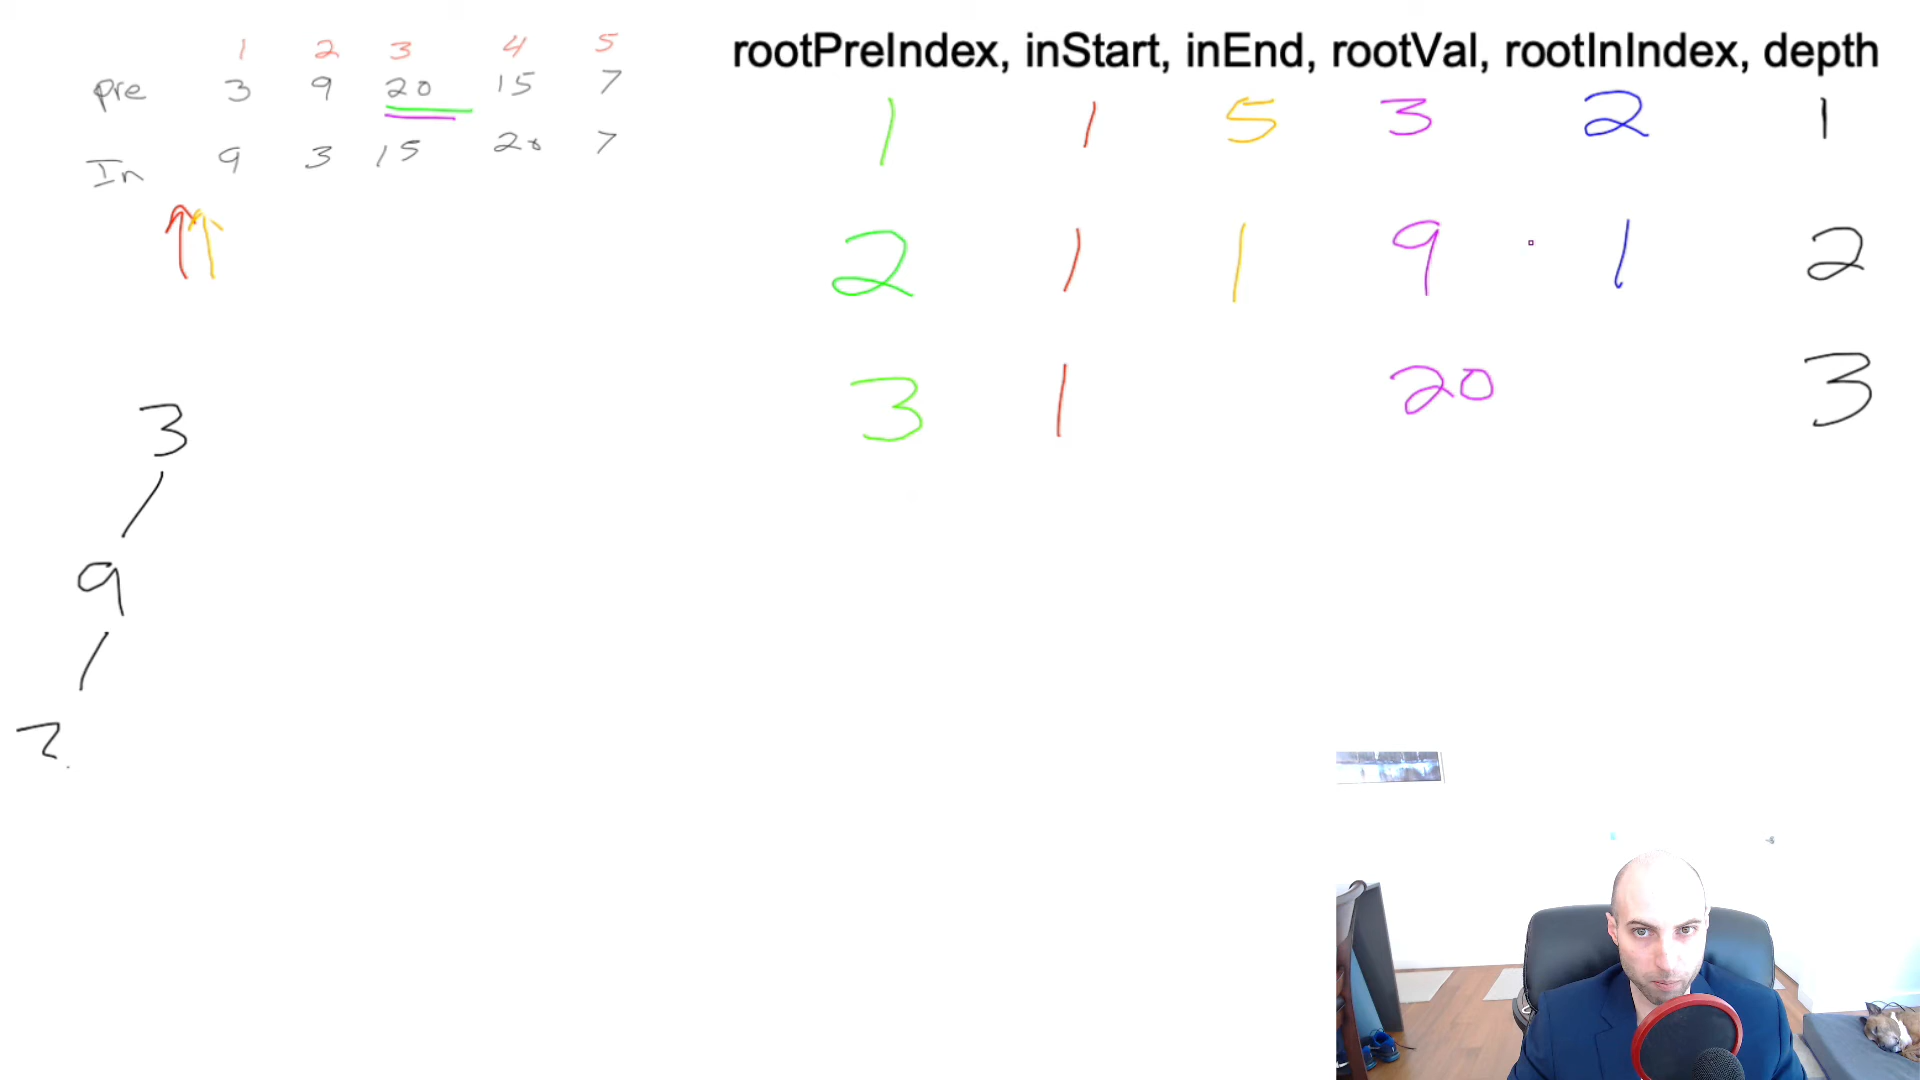 rootPreIndex, inStart, inEnd, rootVal, rootInIndex, depth
1 2 3 4 5
pre 3 9 20 15 7
In 9 3 15 20 7
1 1 5 3 2 1
2 1 1 9 1 2
3 1 20 3
3
9
?